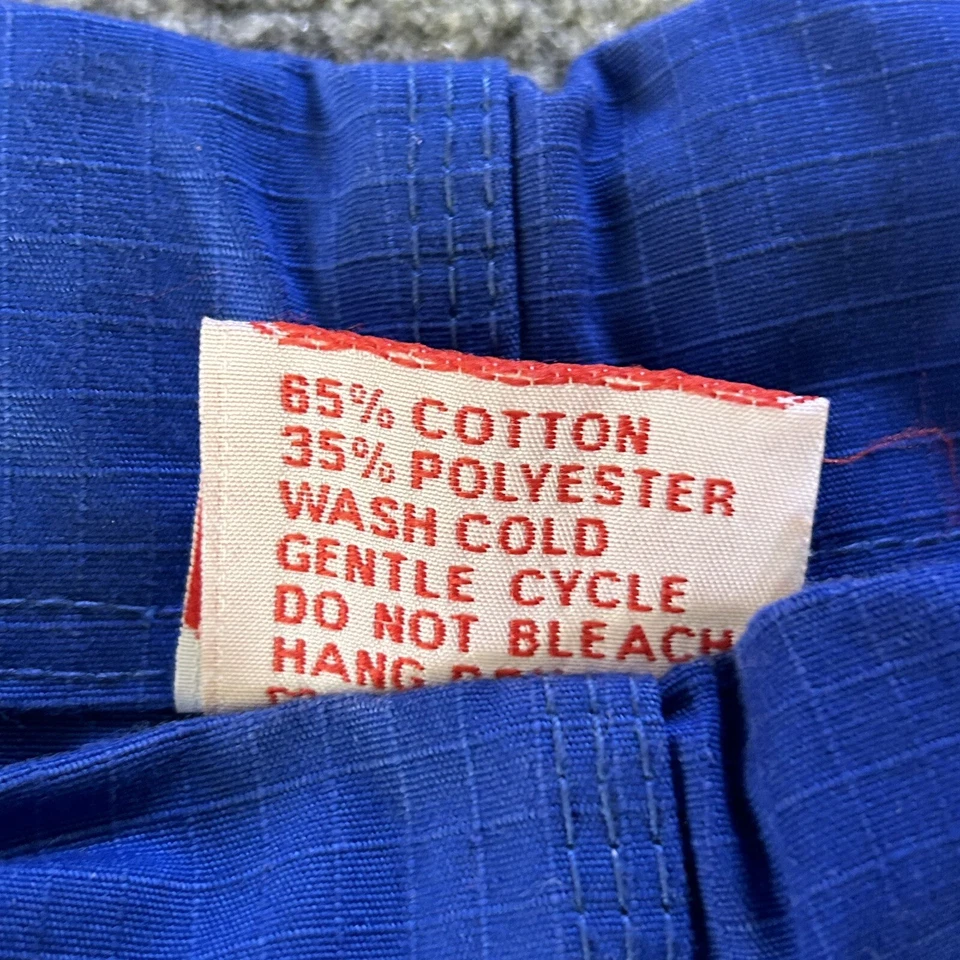 65% COTTON
35% POLYESTER
WASH COLD
GENTLE CYCLE
DO NOT BLEACH
HANG